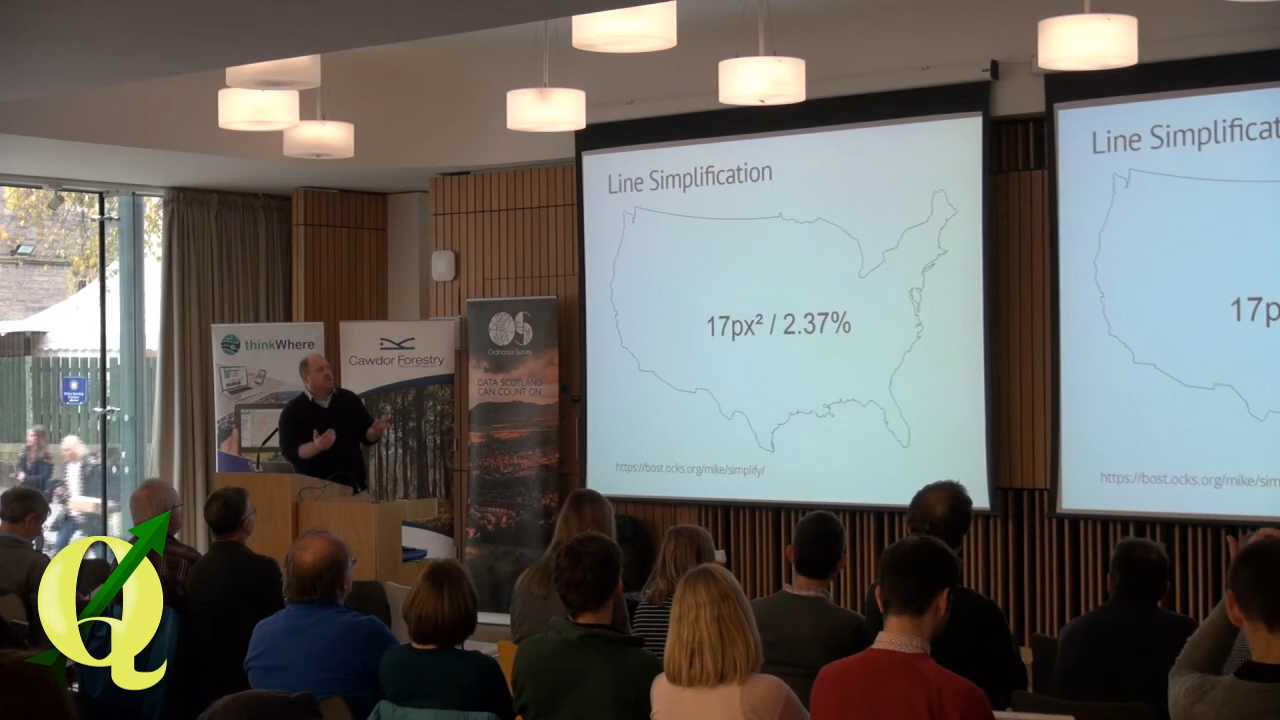 Line Simplification
17px² / 2.37%
https://bost.ocks.org/mike/simplify/
Line Simplificat
17p
https://bost.ocks.org/mike/sim
thinkWhere
Cawdor Forestry
OS
Ordnance Survey
DATA SCOTLAND
CAN COUNT ON
Q